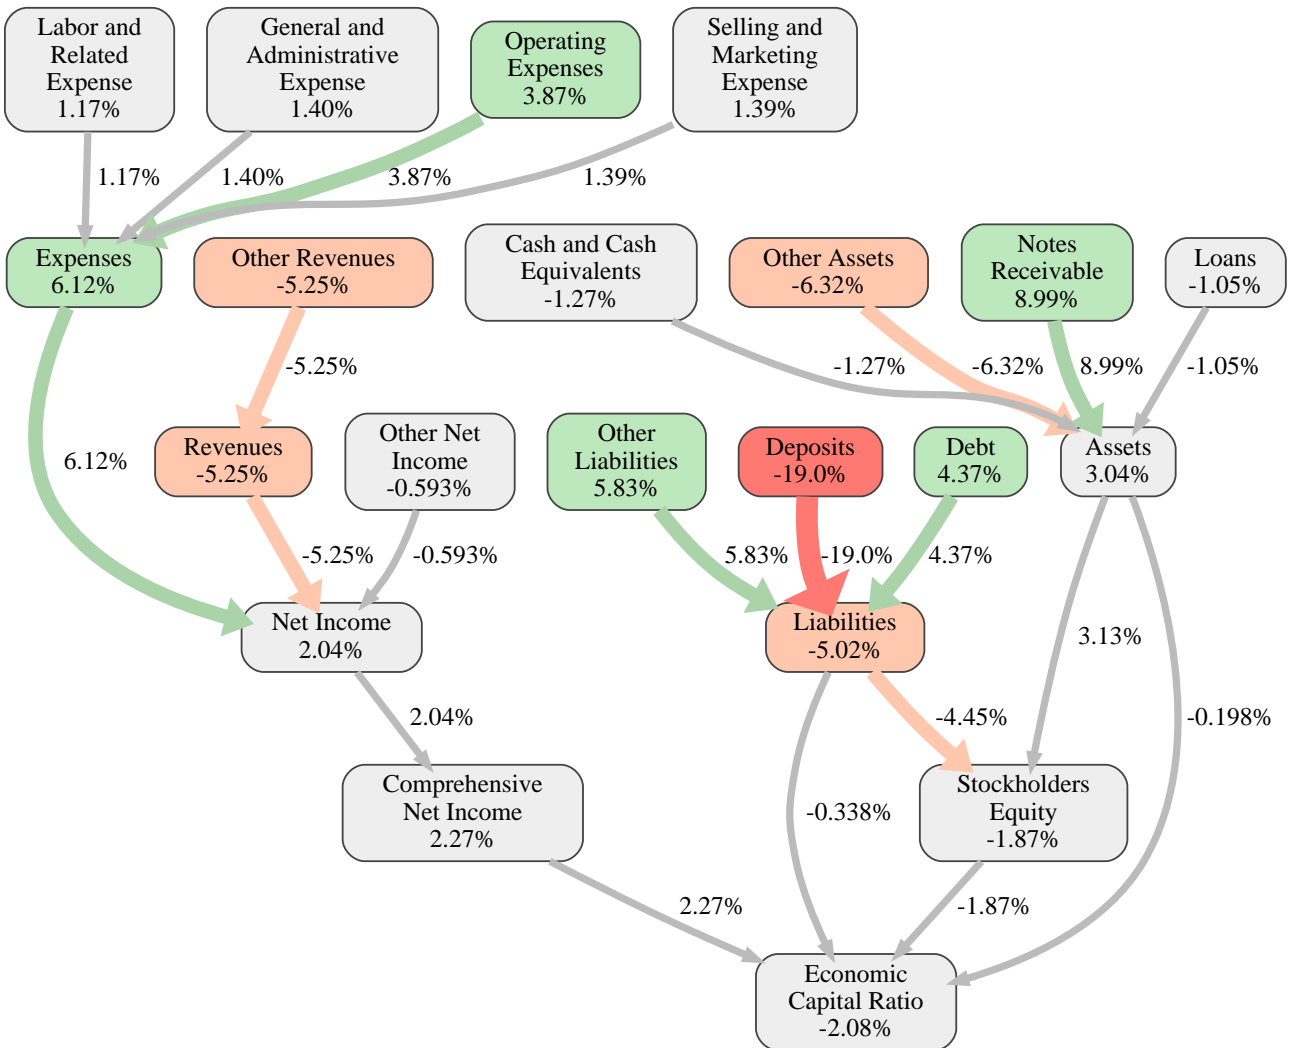 Labor and
Related
Expense
1.17%
General and
Administrative
Expense
1.40%
Operating
Expenses
3.87%
Selling and
Marketing
Expense
1.39%
1.17%
1.40%
3.87%
1.39%
Expenses
6.12%
Other Revenues
-5.25%
Cash and Cash
Equivalents
-1.27%
Other Assets
-6.32%
Notes
Receivable
8.99%
Loans
-1.05%
-5.25%
-1.27%
-6.32%
8.99%
-1.05%
6.12%
Revenues
-5.25%
Other Net
Income
-0.593%
Other
Liabilities
5.83%
Deposits
-19.0%
Debt
4.37%
Assets
3.04%
-5.25%
-0.593%
5.83%
-19.0%
4.37%
Net Income
2.04%
Liabilities
-5.02%
3.13%
2.04%
-4.45%
-0.198%
Comprehensive
Net Income
2.27%
-0.338%
Stockholders
Equity
-1.87%
2.27%
-1.87%
Economic
Capital Ratio
-2.08%